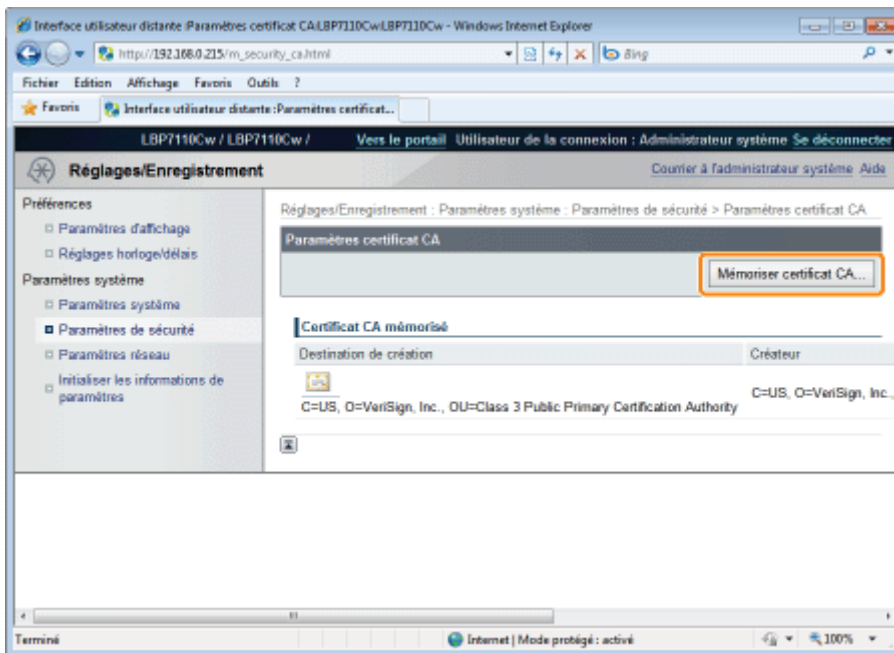 Interface utilisateur distante :Paramètres certificat CA:LBP7110Cw:LBP7110Cw - Windows Internet Explorer
http://192.168.0.215/m_security_ca.html
Bing
Fichier Edition Affichage Favoris Outils ?
Favoris Interface utilisateur distante :Paramètres certificat...
LBP7110Cw / LBP7110Cw / Vers le portail Utilisateur de la connexion : Administrateur système Se déconnecter
Réglages/Enregistrement Courrier à l'administrateur système Aide
Préférences
Paramètres d'affichage
Réglages horloge/délais
Paramètres système
Paramètres système
Paramètres de sécurité
Paramètres réseau
Initialiser les informations de
paramètres
Réglages/Enregistrement : Paramètres système : Paramètres de sécurité > Paramètres certificat CA
Paramètres certificat CA
Mémoriser certificat CA...
Certificat CA mémorisé
Destination de création Créateur
C=US, O=VeriSign, Inc., OU=Class 3 Public Primary Certification Authority C=US, O=VeriSign, Inc.,
Terminé Internet | Mode protégé : activé 100%